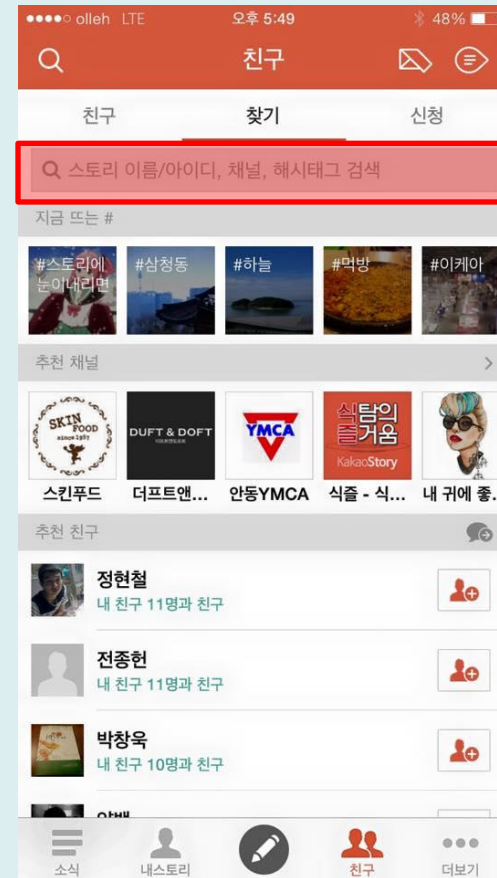 olleh LTE 오후 5:49 48%
친구
친구 찾기 신청
스토리 이름/아이디, 채널, 해시태그 검색
지금 뜨는 #
#스토리에 #삼청동 #하늘 #먹방 #이케아
눈이내리면
추천 채널
SKIN FOOD since 1957 DUFT & DOFT YMCA 식탐의 즐거움 KakaoStory
스킨푸드 더프트앤... 안동YMCA 식즐 - 식... 내 귀에 좋.
추천 친구
정현철
내 친구 11명과 친구
전종헌
내 친구 11명과 친구
박창욱
내 친구 10명과 친구
소식 내스토리 친구 더보기